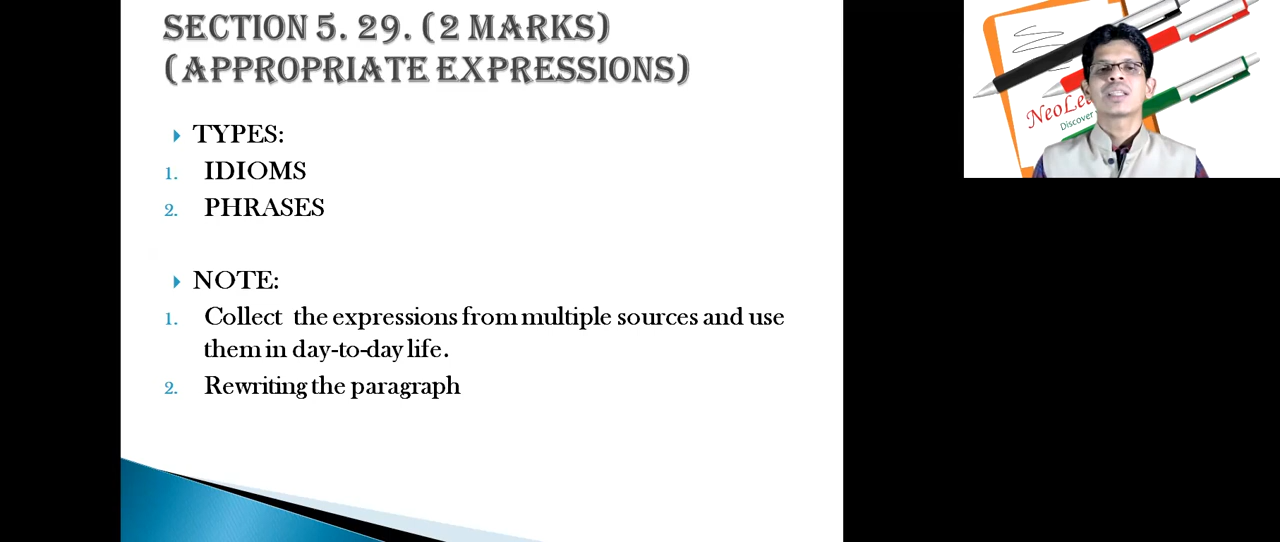 SECTION 5. 29. (2 MARKS)
(APPROPRIATE EXPRESSIONS)
TYPES:
1. IDIOMS
2. PHRASES
NOTE:
1. Collect the expressions from multiple sources and use
them in day-to-day life.
2. Rewriting the paragraph
Discover